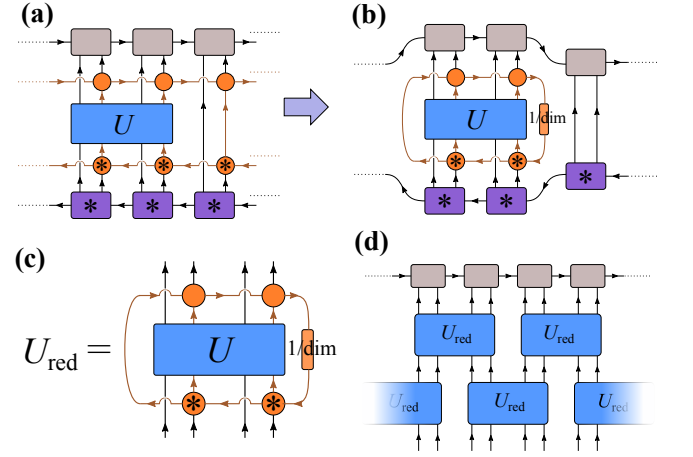 (a)
U
* * *
* * *
(b)
U
1/dim
* *
*
* *
(c)
U_red =
U
1/dim
* *
(d)
U_red U_red
U_red U_red U_red